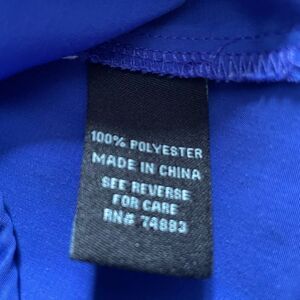 100% POLYESTER
MADE IN CHINA
SEE REVERSE
FOR CARE
RN# 74883